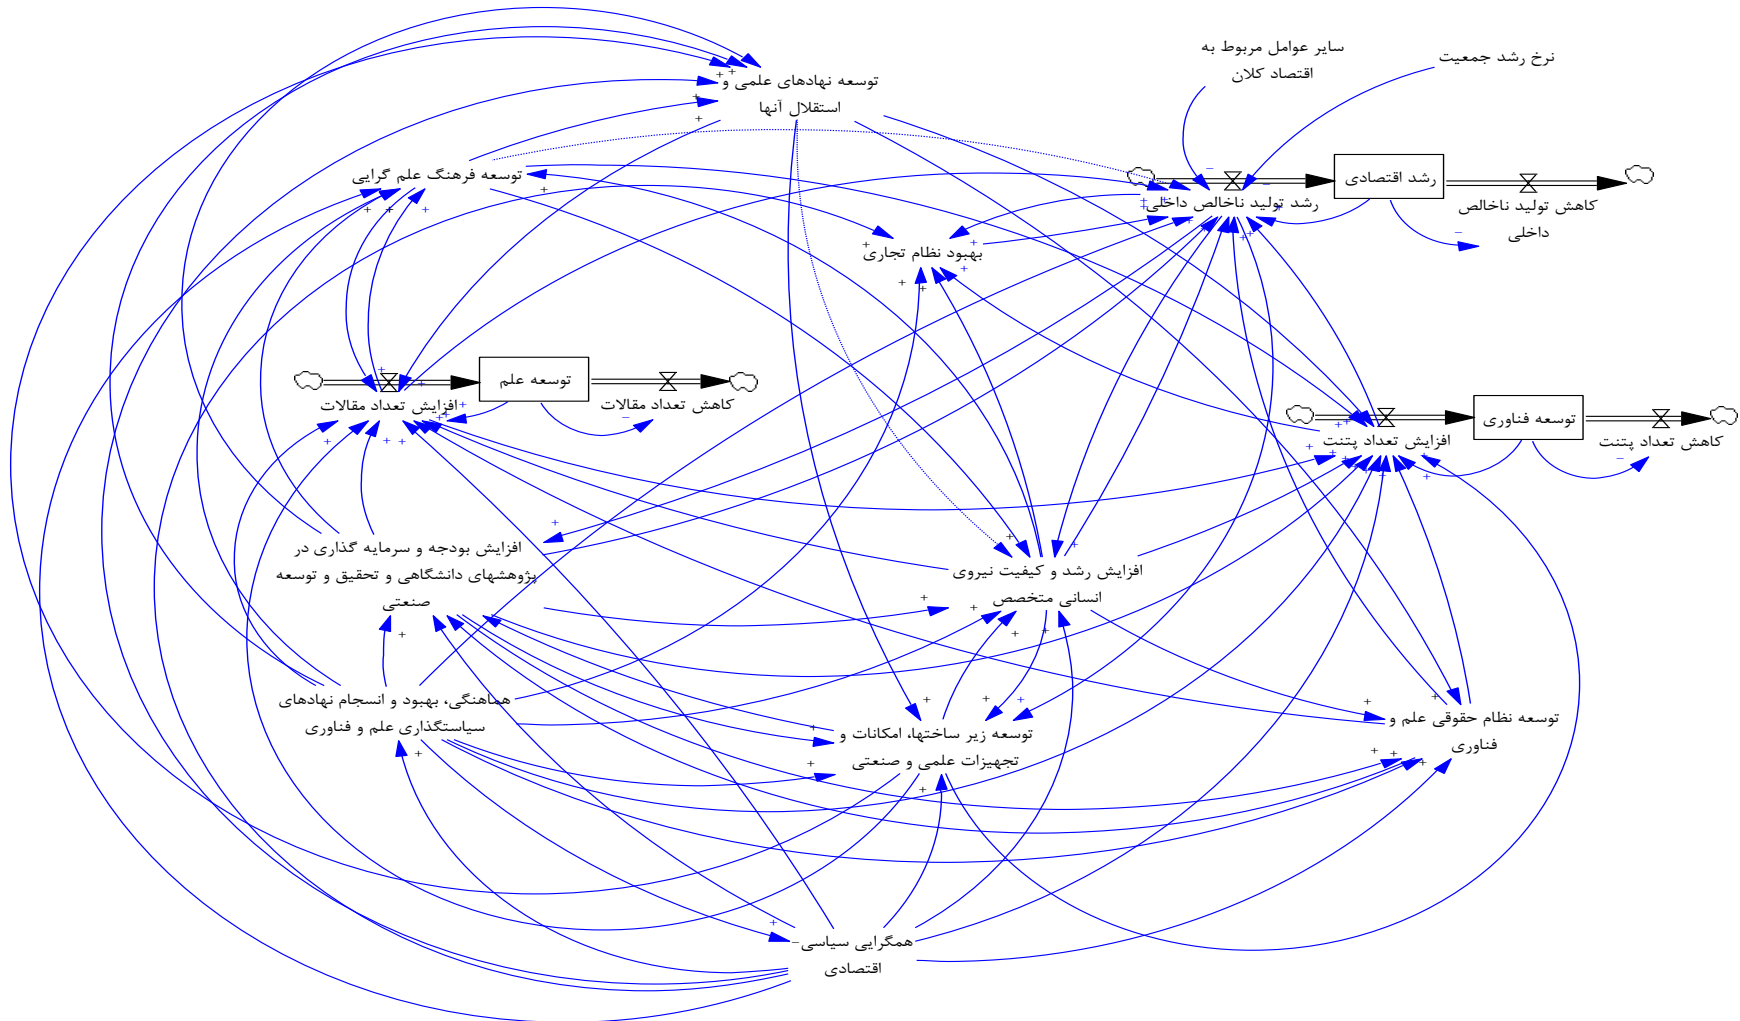 سایر عوامل مربوط به
اقتصاد کلان
نرخ رشد جمعیت
توسعه نهادهای علمی و
استقلال آنها
توسعه فرهنگ علم گرایی
رشد اقتصادی
رشد تولید ناخالص داخلی
کاهش تولید ناخالص
داخلی
بهبود نظام تجاری
توسعه علم
افزایش تعداد مقالات
کاهش تعداد مقالات
توسعه فناوری
افزایش تعداد پتنت
کاهش تعداد پتنت
افزایش بودجه و سرمایه گذاری در
پژوهشهای دانشگاهی و تحقیق و توسعه
صنعتی
افزایش رشد و کیفیت نیروی
انسانی متخصص
هماهنگی، بهبود و انسجام نهادهای
سیاستگذاری علم و فناوری
توسعه زیر ساختها، امکانات و
تجهیزات علمی و صنعتی
توسعه نظام حقوقی علم و
فناوری
همگرایی سیاسی-
اقتصادی